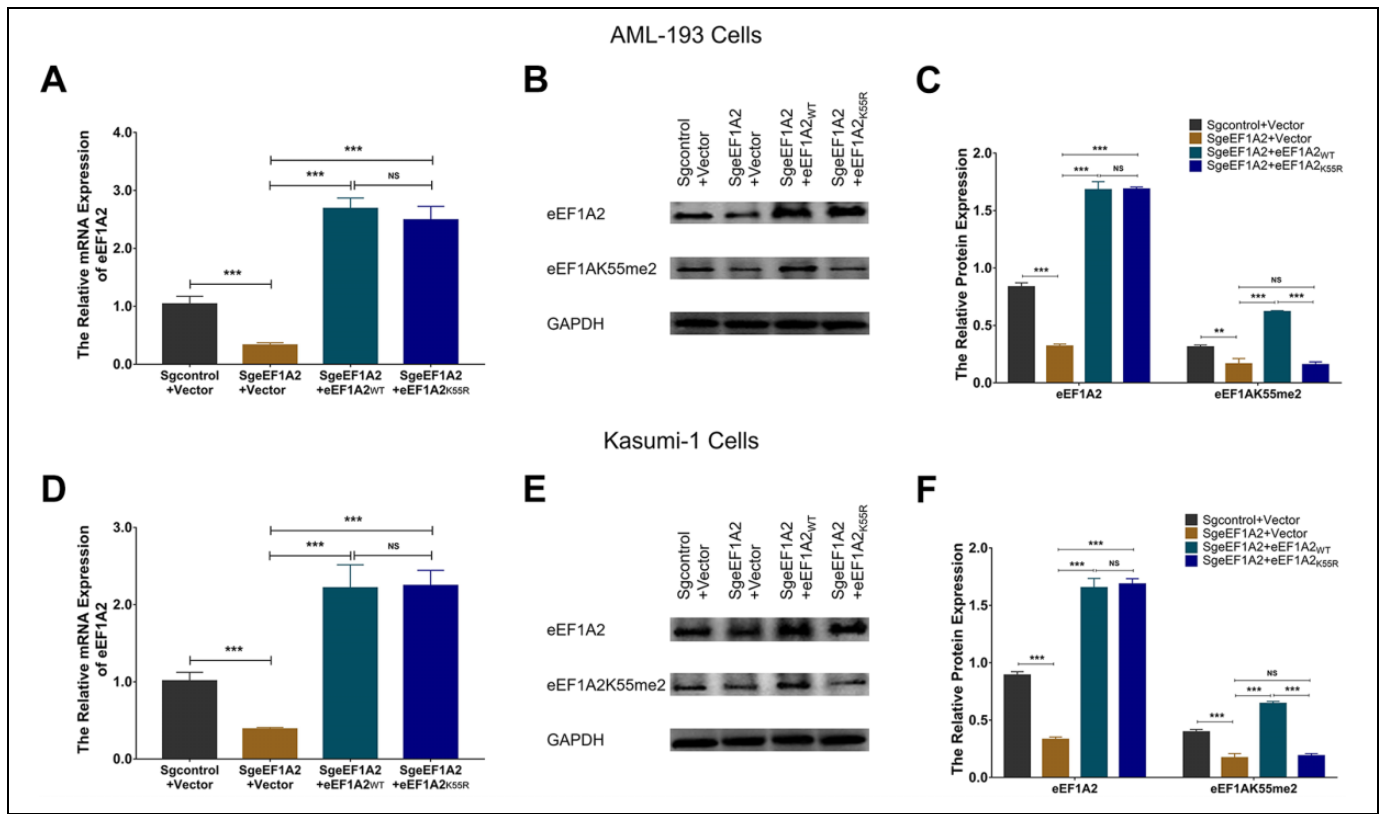 AML-193 Cells
A
The Relative mRNA Expression
of eEF1A2
4.0
3.0
2.0
1.0
0.0
***
***
***
NS
Sgcontrol
+Vector
SgeEF1A2
+Vector
SgeEF1A2
+eEF1A2WT
SgeEF1A2
+eEF1A2K55R
B
Sgcontrol
+Vector
SgeEF1A2
+Vector
SgeEF1A2
+eEF1A2WT
SgeEF1A2
+eEF1A2K55R
eEF1A2
eEF1AK55me2
GAPDH
C
Sgcontrol+Vector
SgeEF1A2+Vector
SgeEF1A2+eEF1A2WT
SgeEF1A2+eEF1A2K55R
The Relative Protein Expression
2.0
1.5
1.0
0.5
0.0
***
***
NS
***
NS
***
***
**
eEF1A2
eEF1AK55me2
Kasumi-1 Cells
D
The Relative mRNA Expression
of eEF1A2
3.0
2.0
1.0
0.0
***
***
NS
***
Sgcontrol
+Vector
SgeEF1A2
+Vector
SgeEF1A2
+eEF1A2WT
SgeEF1A2
+eEF1A2K55R
E
Sgcontrol
+Vector
SgeEF1A2
+Vector
SgeEF1A2
+eEF1A2WT
SgeEF1A2
+eEF1A2K55R
eEF1A2
eEF1A2K55me2
GAPDH
F
Sgcontrol+Vector
SgeEF1A2+Vector
SgeEF1A2+eEF1A2WT
SgeEF1A2+eEF1A2K55R
The Relative Protein Expression
2.0
1.5
1.0
0.5
0.0
***
***
NS
***
NS
***
***
***
eEF1A2
eEF1AK55me2